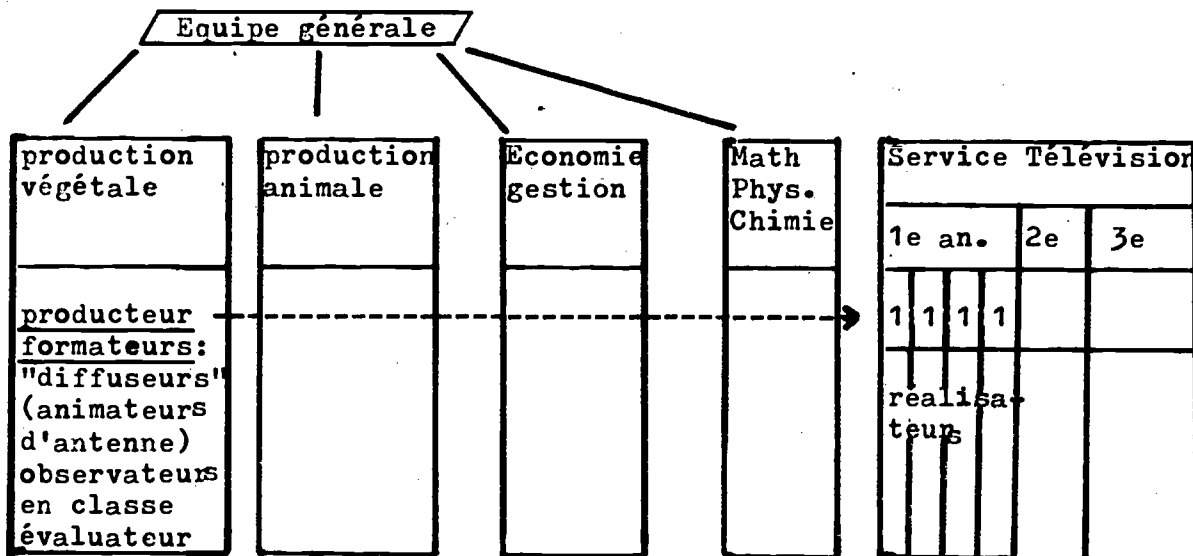 Equipe générale
production
végétale
production
animale
Economie
gestion
Math
Phys.
Chimie
Service Télévision
1e an.
2e
3e
producteur
formateurs:
"diffuseurs"
(animateurs
d'antenne)
observateurs
en classe
évaluateur
1 1 1 1
réalisa-
teurs